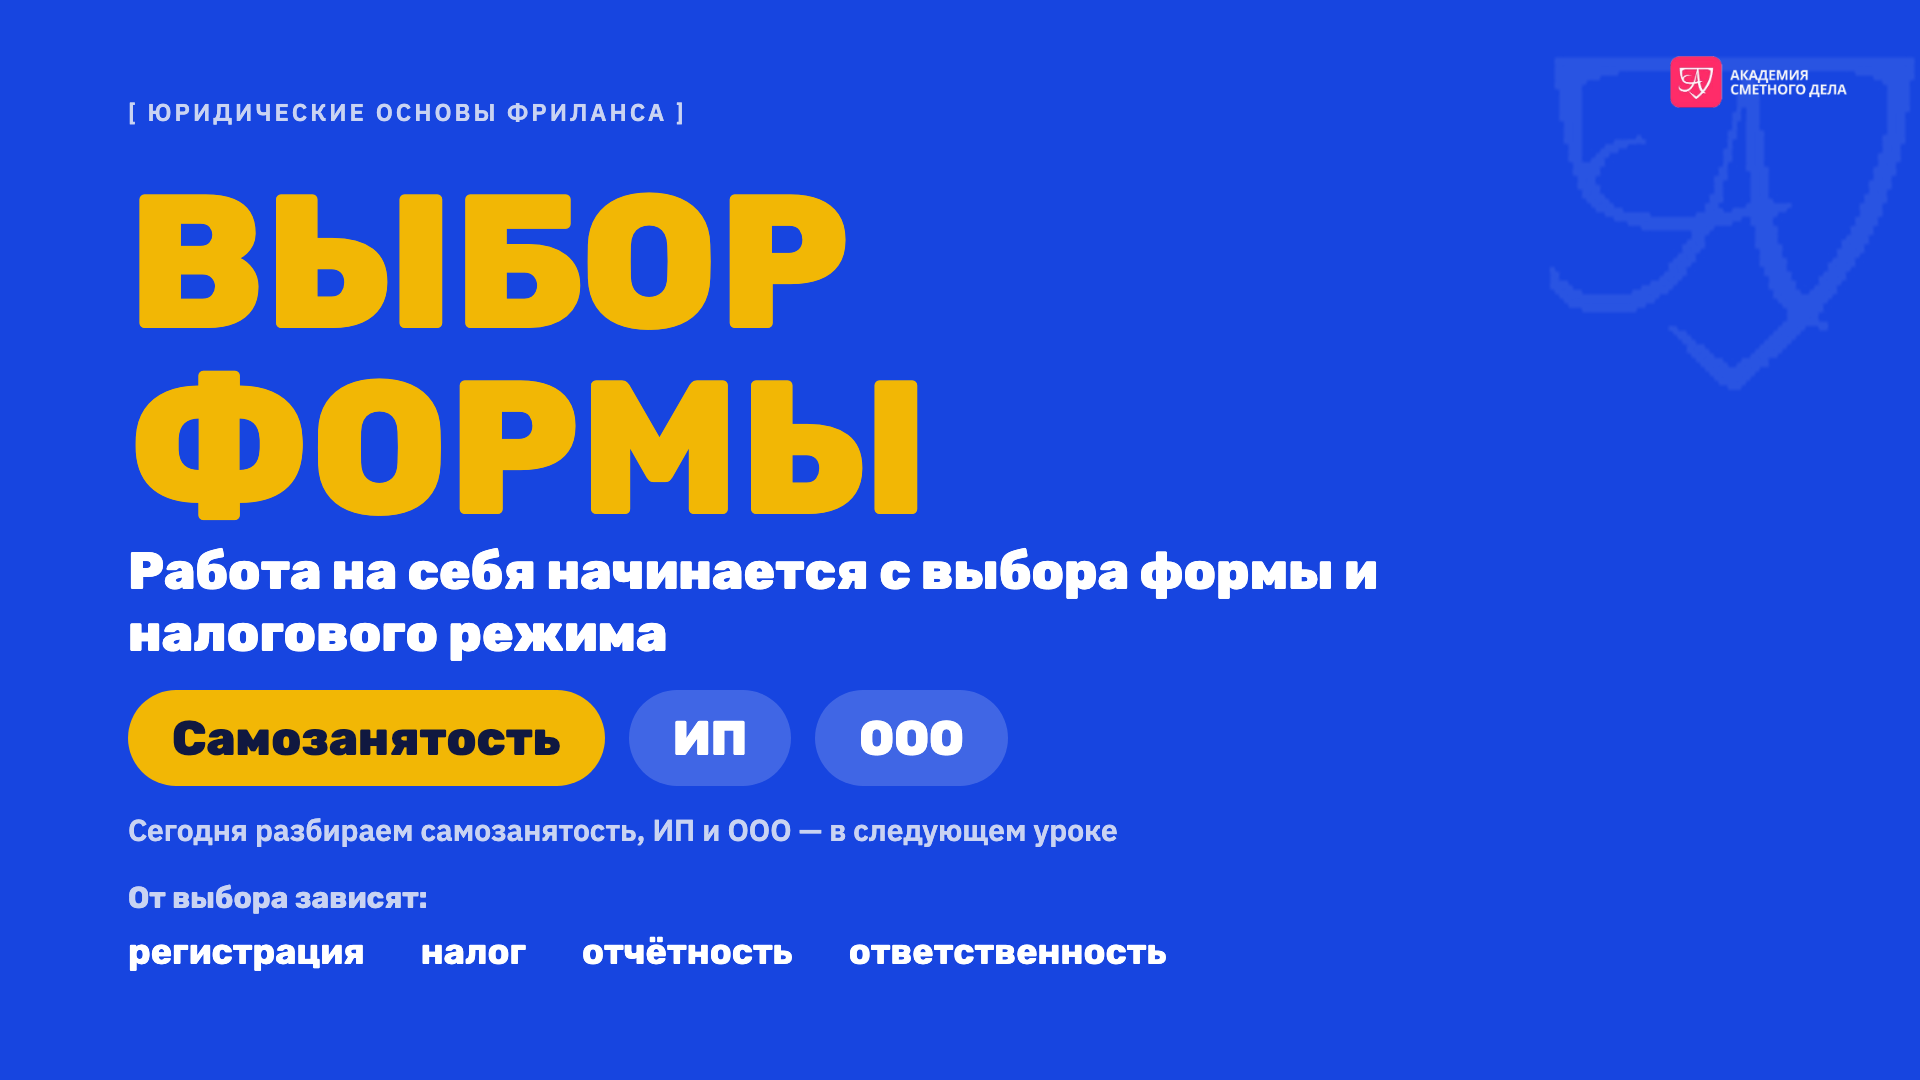 [ ЮРИДИЧЕСКИЕ ОСНОВЫ ФРИЛАНСА ]
АКАДЕМИЯ
СМЕТНОГО ДЕЛА
ВЫБОР
ФОРМЫ
Работа на себя начинается с выбора формы и
налогового режима
Самозанятость ИП ООО
Сегодня разбираем самозанятость, ИП и ООО — в следующем уроке
От выбора зависят:
регистрация налог отчётность ответственность